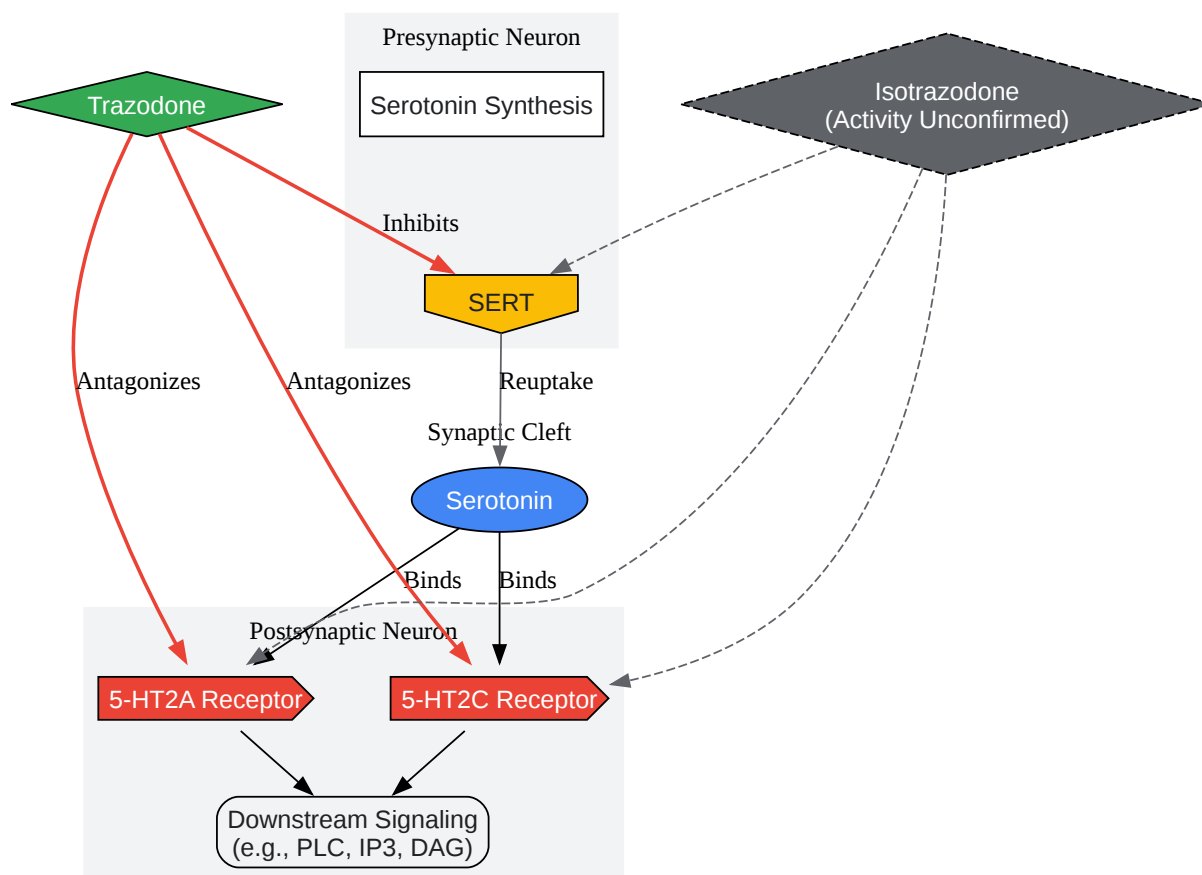 Presynaptic Neuron
Trazodone
Serotonin Synthesis
Isotrazodone
(Activity Unconfirmed)
Inhibits
SERT
Antagonizes
Antagonizes
Reuptake
Synaptic Cleft
Serotonin
Binds
Binds
Postsynaptic Neuron
5-HT2A Receptor
5-HT2C Receptor
Downstream Signaling
(e.g., PLC, IP3, DAG)